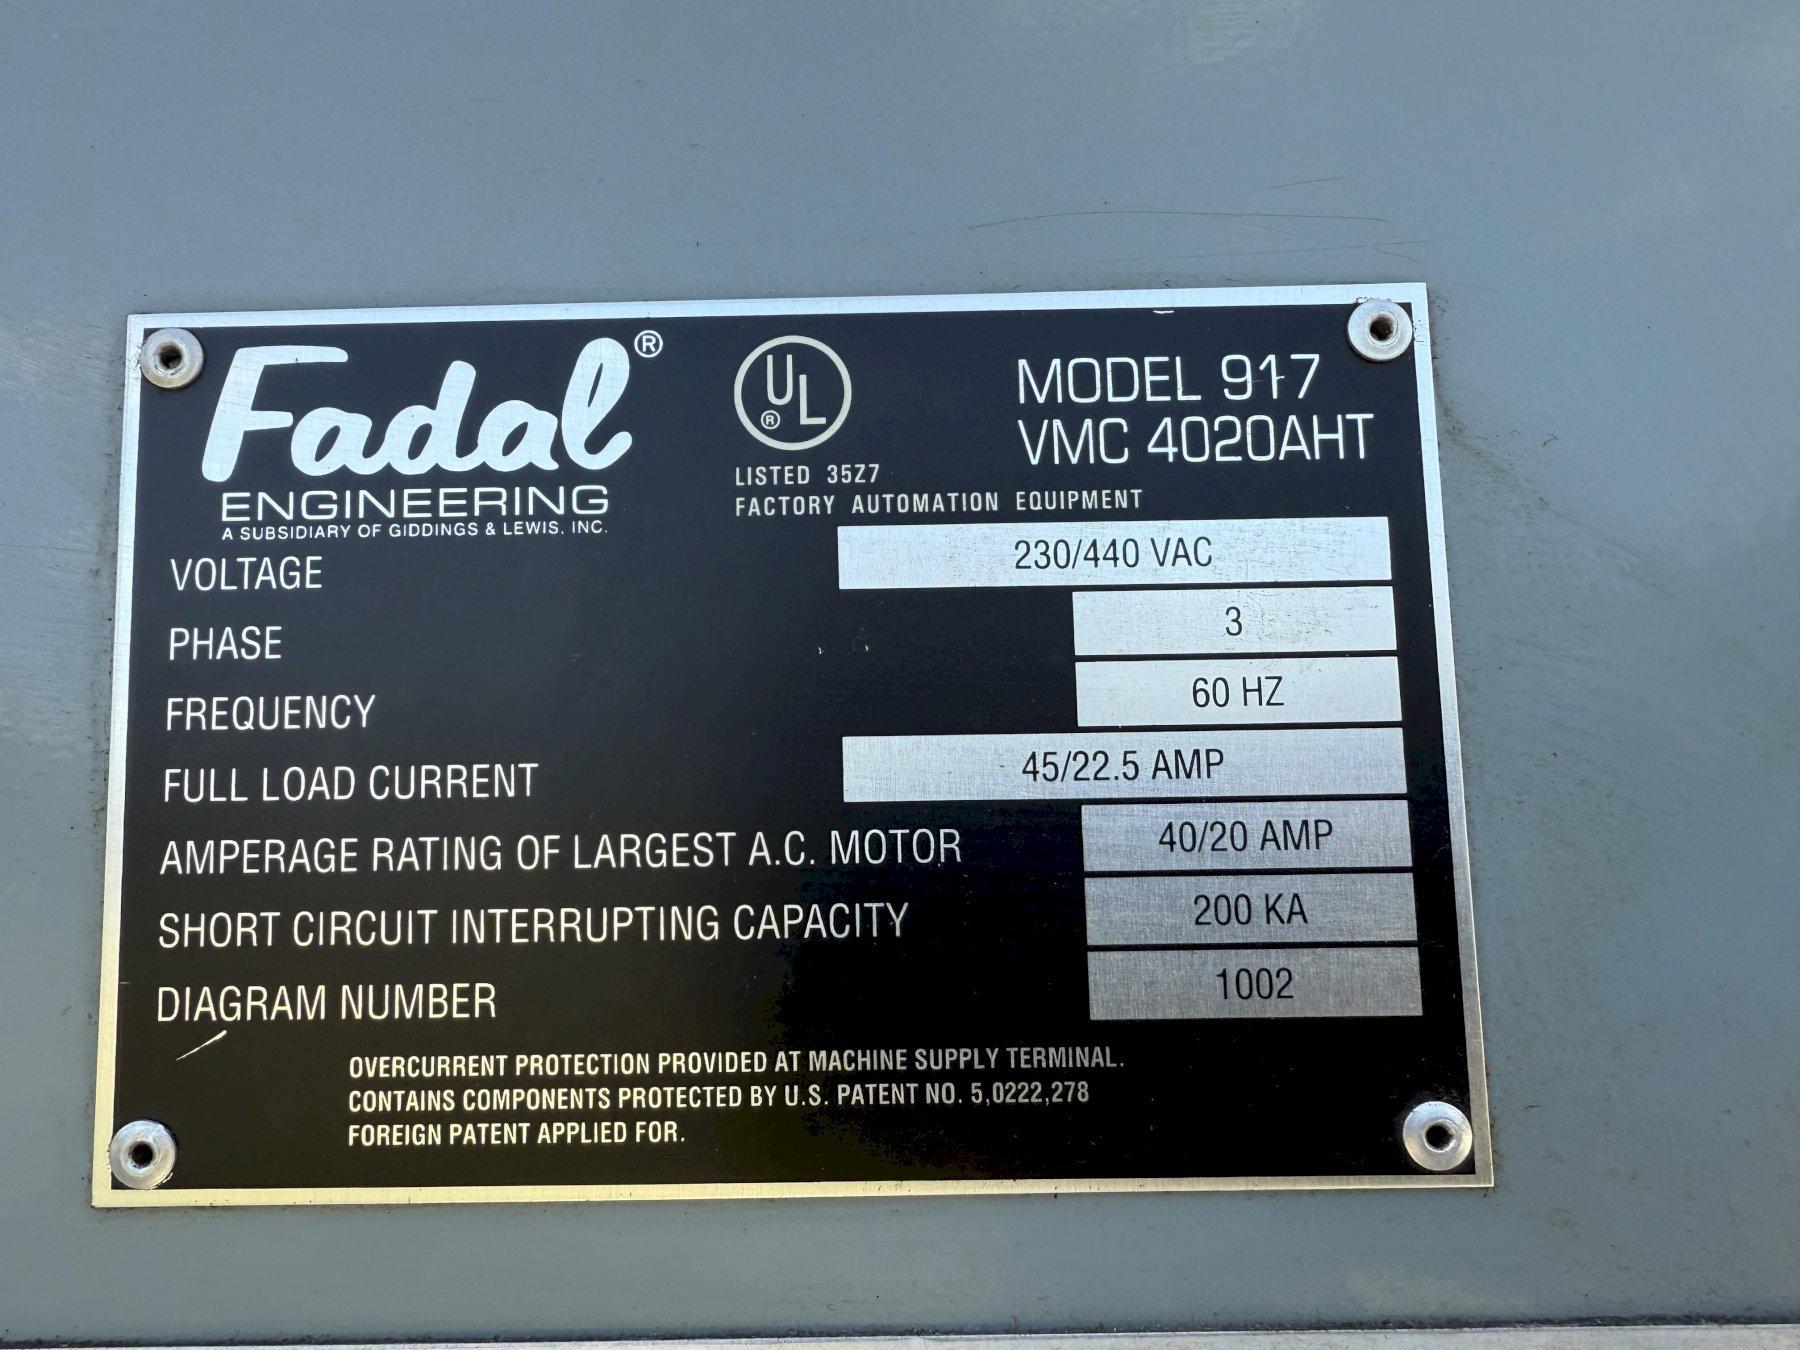 Fadal®
ENGINEERING
A SUBSIDIARY OF GIDDINGS & LEWIS, INC.
UL®
LISTED 35Z7
FACTORY AUTOMATION EQUIPMENT
MODEL 917
VMC 4020AHT
VOLTAGE 230/440 VAC
PHASE 3
FREQUENCY 60 HZ
FULL LOAD CURRENT 45/22.5 AMP
AMPERAGE RATING OF LARGEST A.C. MOTOR 40/20 AMP
SHORT CIRCUIT INTERRUPTING CAPACITY 200 KA
DIAGRAM NUMBER 1002
OVERCURRENT PROTECTION PROVIDED AT MACHINE SUPPLY TERMINAL.
CONTAINS COMPONENTS PROTECTED BY U.S. PATENT NO. 5,0222,278
FOREIGN PATENT APPLIED FOR.